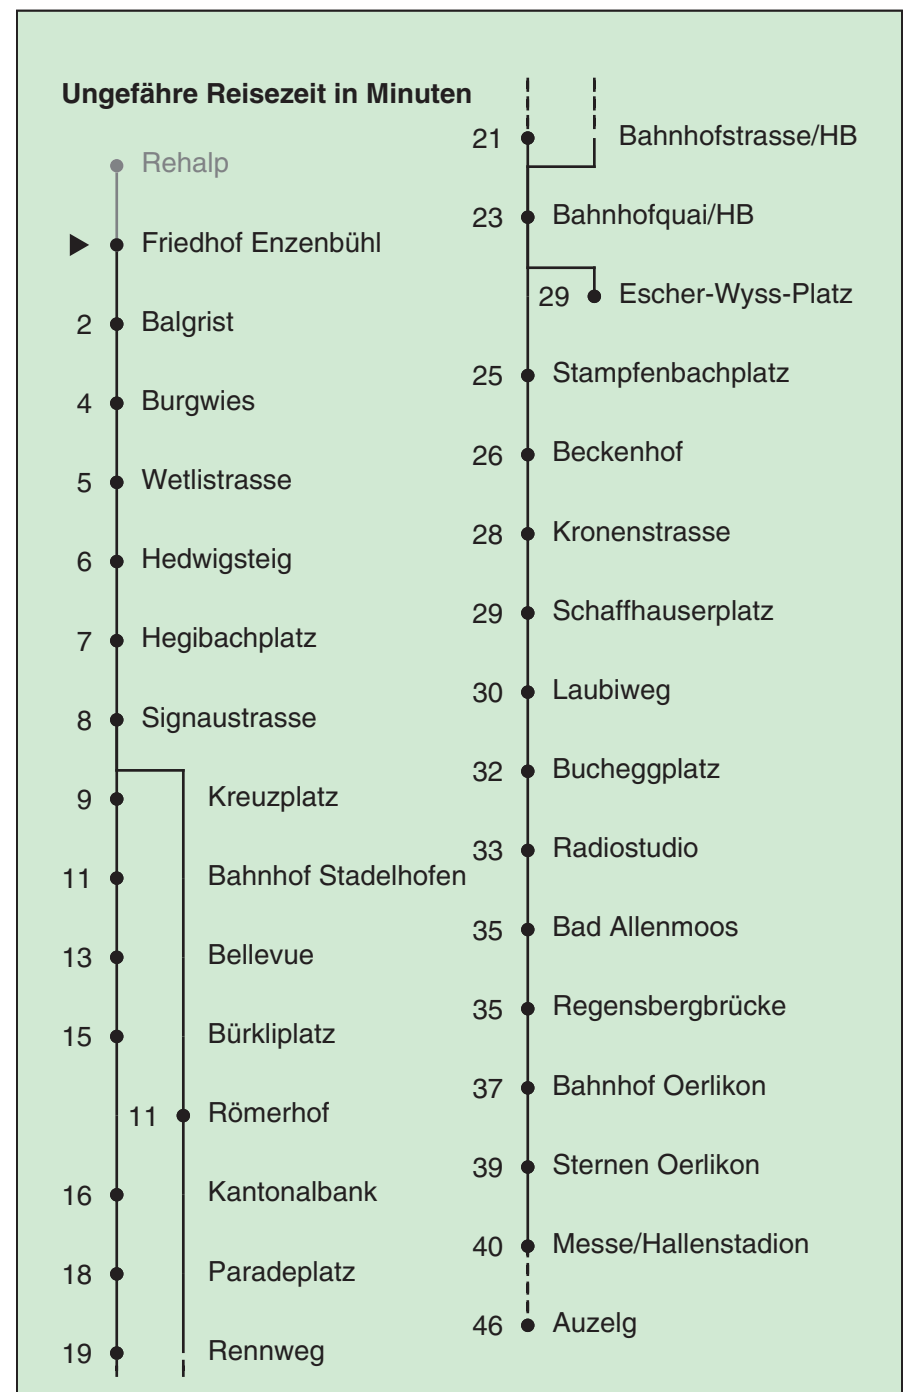 Ungefähre Reisezeit in Minuten
Rehalp
Friedhof Enzenbühl
2 Balgrist
4 Burgwies
5 Wetlistrasse
6 Hedwigsteig
7 Hegibachplatz
8 Signaustrasse
9 Kreuzplatz
11 Bahnhof Stadelhofen
13 Bellevue
15 Bürkliplatz
11 Römerhof
16 Kantonalbank
18 Paradeplatz
19 Rennweg
21 Bahnhofstrasse/HB
23 Bahnhofquai/HB
29 Escher-Wyss-Platz
25 Stampfenbachplatz
26 Beckenhof
28 Kronenstrasse
29 Schaffhauserplatz
30 Laubiweg
32 Bucheggplatz
33 Radiostudio
35 Bad Allenmoos
35 Regensbergbrücke
37 Bahnhof Oerlikon
39 Sternen Oerlikon
40 Messe/Hallenstadion
46 Auzelg